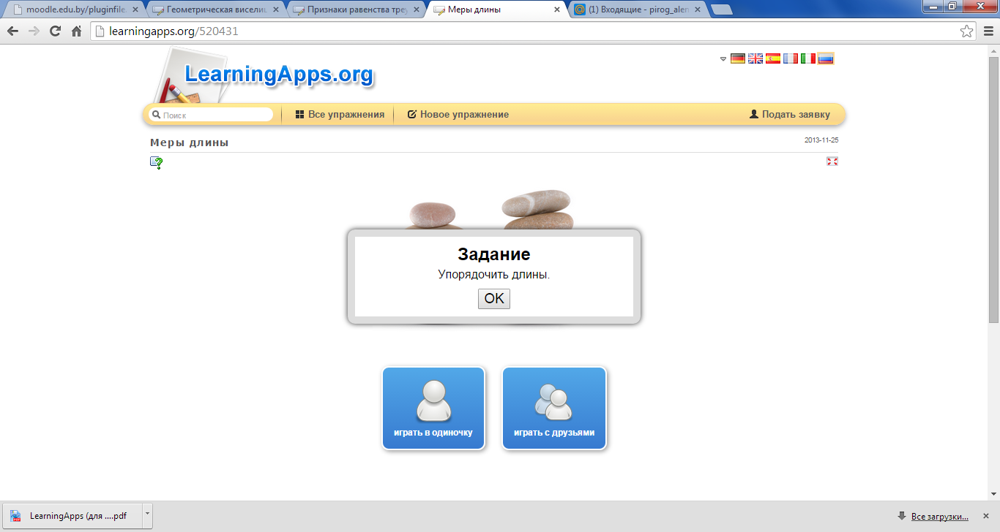 moodle.edu.by/pluginfile.
Геометрическая виселиц
Признаки равенства треу
Меры длины
(1) Входящие - pirog_aler
learningapps.org/520431
LearningApps.org
Поиск
Все упражнения
Новое упражнение
Подать заявку
Меры длины
2013-11-25
Задание
Упорядочить длины.
OK
играть в одиночку
играть с друзьями
LearningApps (для ....pdf
Все загрузки...